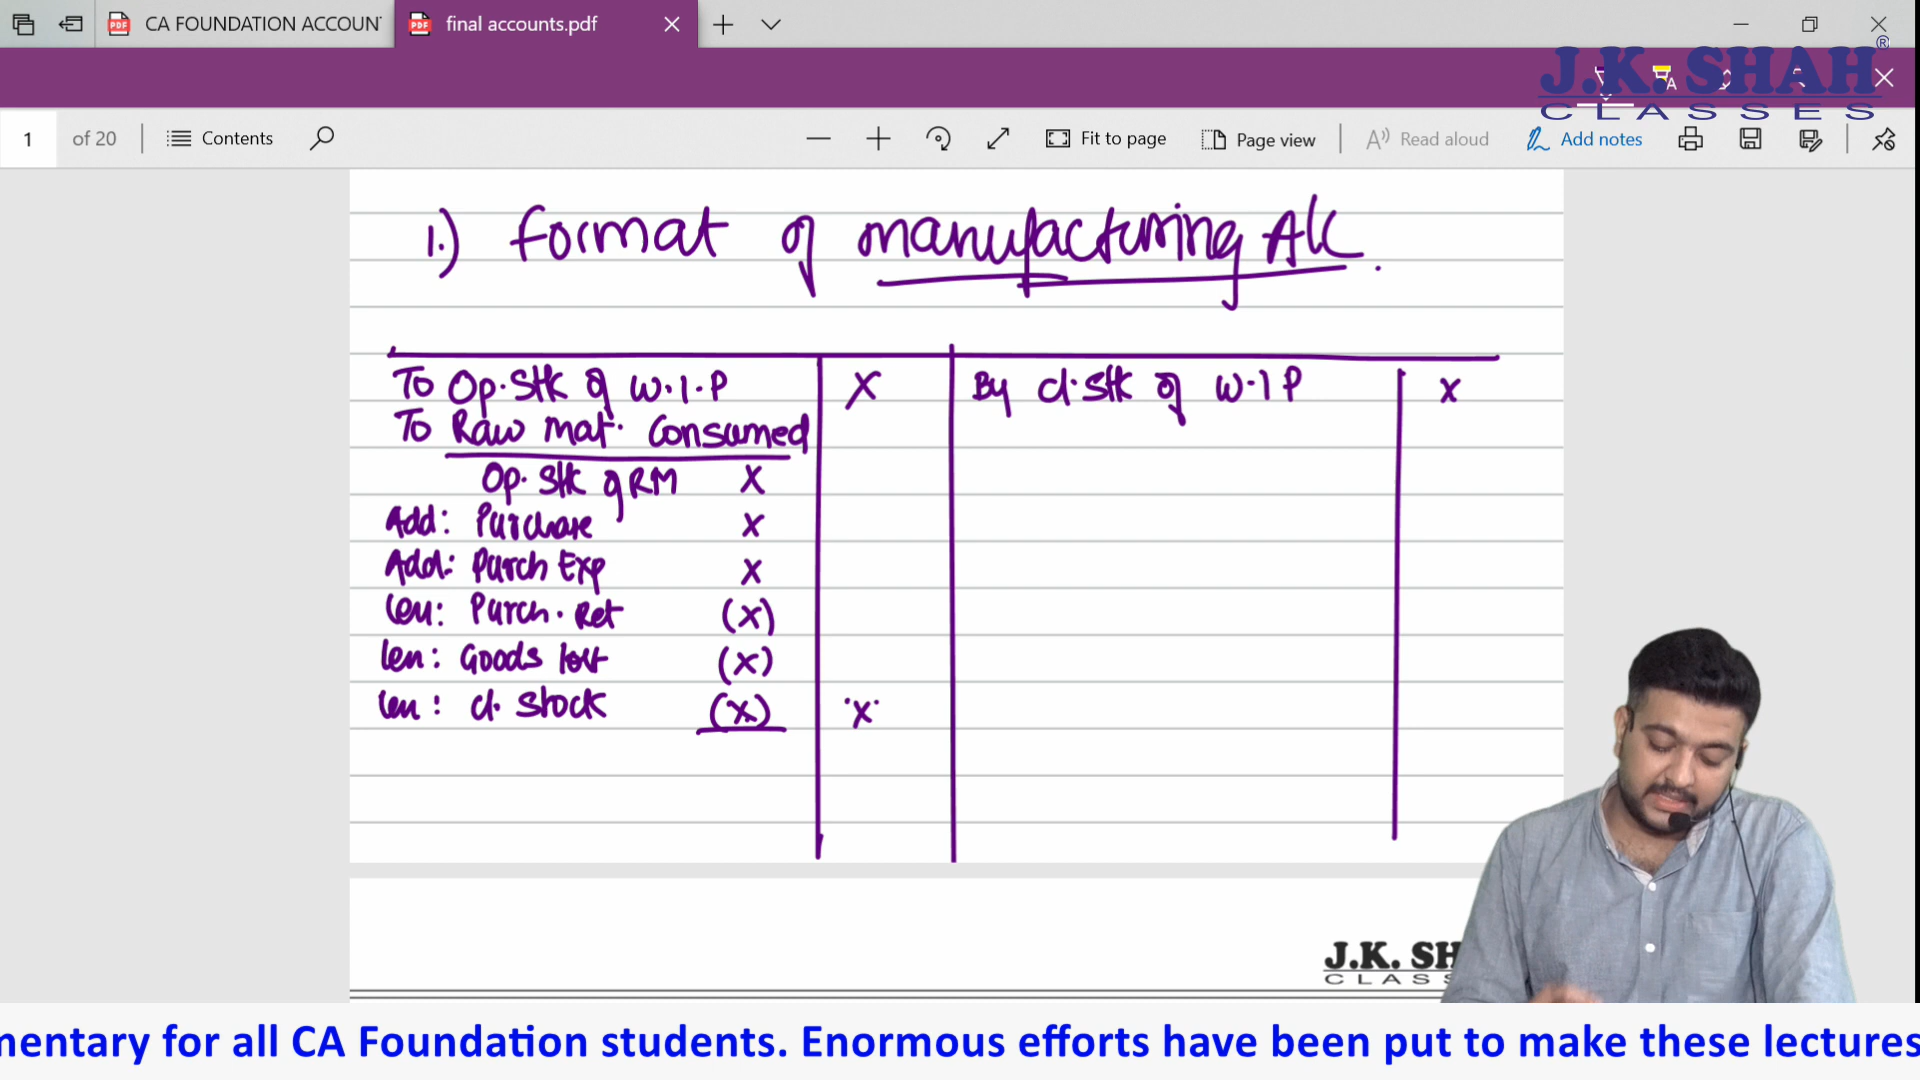 CA FOUNDATION ACCOUNT
final accounts.pdf
J.K. SHAH®
CLASSES
1 of 20
Contents
Fit to page
Page view
Read aloud
Add notes
1.) Format of manufacturing A/c.
To Op. Stk of W.I.P X By cl. Stk of W.I.P X
To Raw mat. Consumed
Op. Stk of RM X
Add: Purchase X
Add: Purch Exp X
Less: Purch. Ret (X)
Less: Goods lost (X)
Less: cl. Stock (X) X
J.K. SH
CLASS
mentary for all CA Foundation students. Enormous efforts have been put to make these lectures